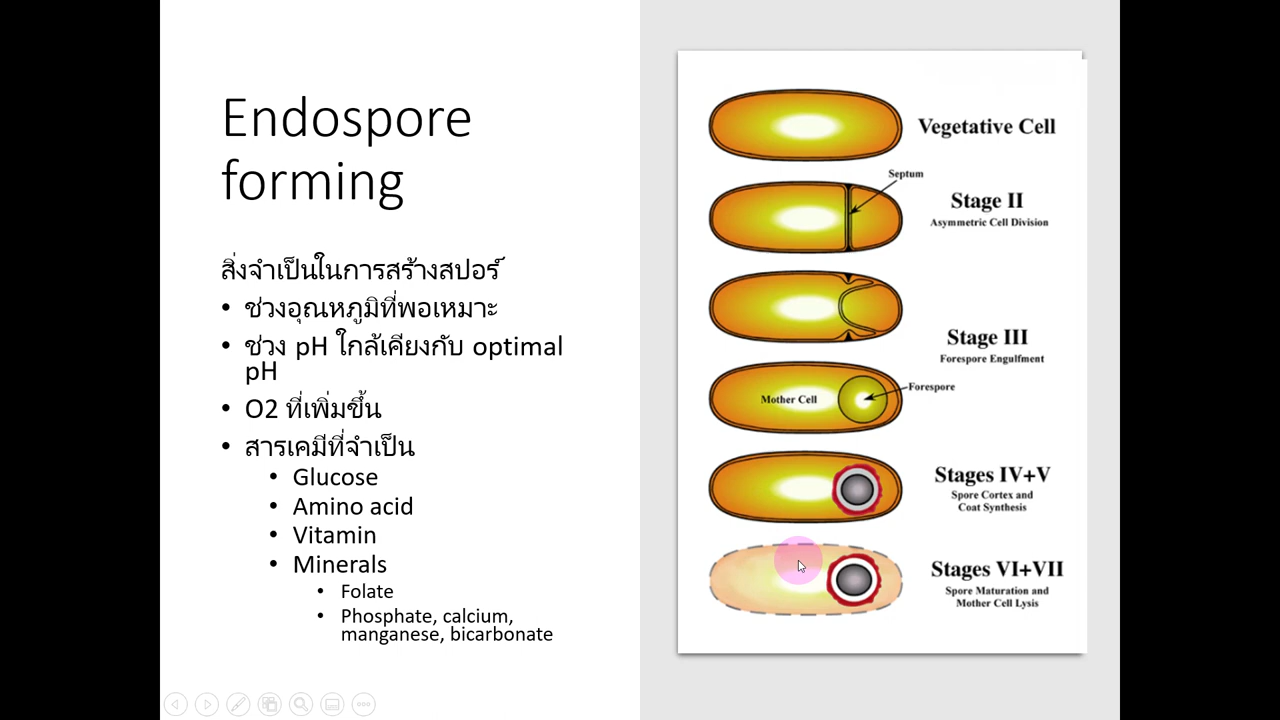 Endospore
forming
สิ่งจำเป็นในการสร้างสปอร์
• ช่วงอุณหภูมิที่พอเหมาะ
• ช่วง pH ใกล้เคียงกับ optimal
pH
• O2 ที่เพิ่มขึ้น
• สารเคมีที่จำเป็น
• Glucose
• Amino acid
• Vitamin
• Minerals
• Folate
• Phosphate, calcium,
manganese, bicarbonate
Vegetative Cell
Septum
Stage II
Asymmetric Cell Division
Stage III
Forespore Engulfment
Forespore
Mother Cell
Stages IV+V
Spore Cortex and
Coat Synthesis
Stages VI+VII
Spore Maturation and
Mother Cell Lysis